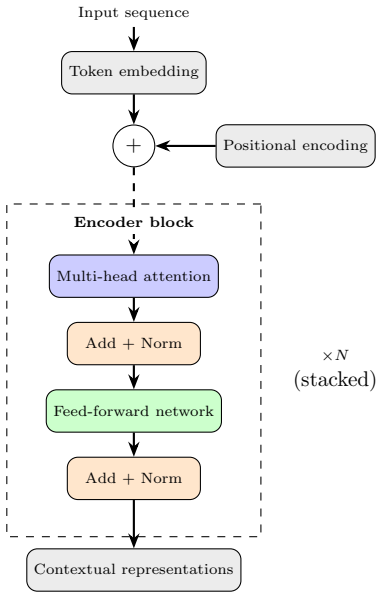 Input sequence
Token embedding
+
Positional encoding
Encoder block
Multi-head attention
Add + Norm
×N
(stacked)
Feed-forward network
Add + Norm
Contextual representations